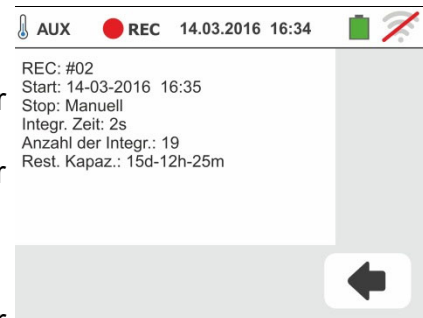 AUX REC 14.03.2016 16:34
REC: #02
Start: 14-03-2016 16:35
Stop: Manuell
Integr. Zeit: 2s
Anzahl der Integr.: 19
Rest. Kapaz.: 15d-12h-25m